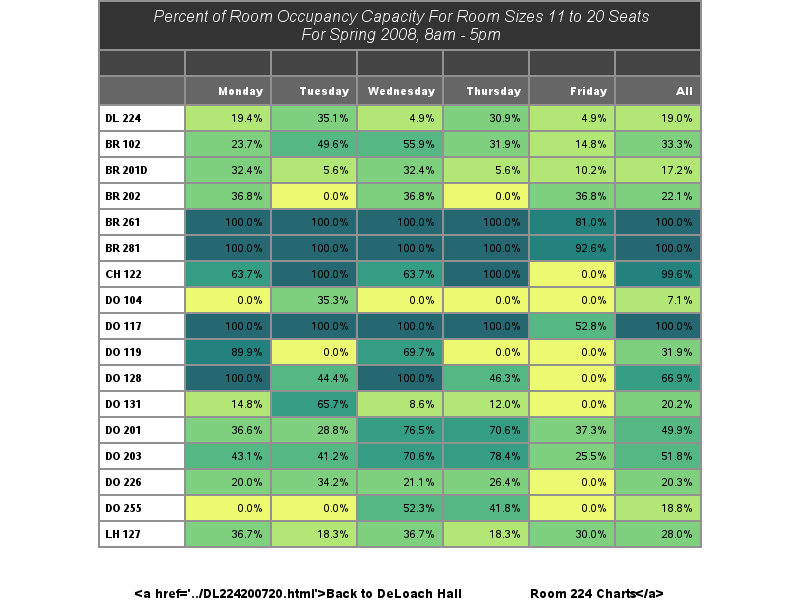 Percent of Room Occupancy Capacity For Room Sizes 11 to 20 Seats
For Spring 2008, 8am - 5pm
Monday Tuesday Wednesday Thursday Friday All
DL 224 19.4% 35.1% 4.9% 30.9% 4.9% 19.0%
BR 102 23.7% 49.6% 55.9% 31.9% 14.8% 33.3%
BR 201D 32.4% 5.6% 32.4% 5.6% 10.2% 17.2%
BR 202 36.8% 0.0% 36.8% 0.0% 36.8% 22.1%
BR 261 100.0% 100.0% 100.0% 100.0% 81.0% 100.0%
BR 281 100.0% 100.0% 100.0% 100.0% 92.6% 100.0%
CH 122 63.7% 100.0% 63.7% 100.0% 0.0% 99.6%
DO 104 0.0% 35.3% 0.0% 0.0% 0.0% 7.1%
DO 117 100.0% 100.0% 100.0% 100.0% 52.8% 100.0%
DO 119 89.9% 0.0% 69.7% 0.0% 0.0% 31.9%
DO 128 100.0% 44.4% 100.0% 46.3% 0.0% 66.9%
DO 131 14.8% 65.7% 8.6% 12.0% 0.0% 20.2%
DO 201 36.6% 28.8% 76.5% 70.6% 37.3% 49.9%
DO 203 43.1% 41.2% 70.6% 78.4% 25.5% 51.8%
DO 226 20.0% 34.2% 21.1% 26.4% 0.0% 20.3%
DO 255 0.0% 0.0% 52.3% 41.8% 0.0% 18.8%
LH 127 36.7% 18.3% 36.7% 18.3% 30.0% 28.0%
<a href='../DL224200720.html'>Back to DeLoach Hall Room 224 Charts</a>